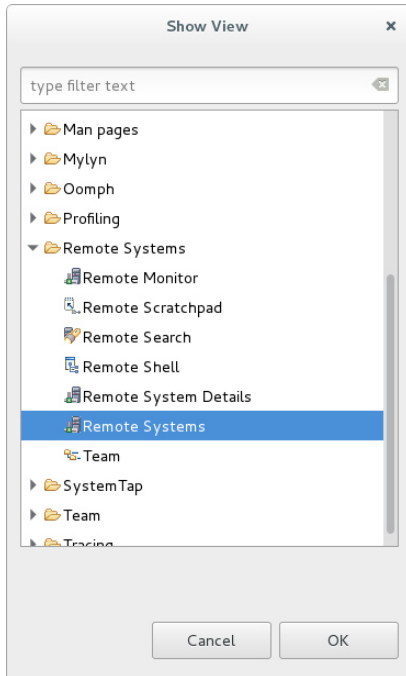 Show View
type filter text
Man pages
Mylyn
Oomph
Profiling
Remote Systems
Remote Monitor
Remote Scratchpad
Remote Search
Remote Shell
Remote System Details
Remote Systems
Team
SystemTap
Team
Tracing
Cancel OK